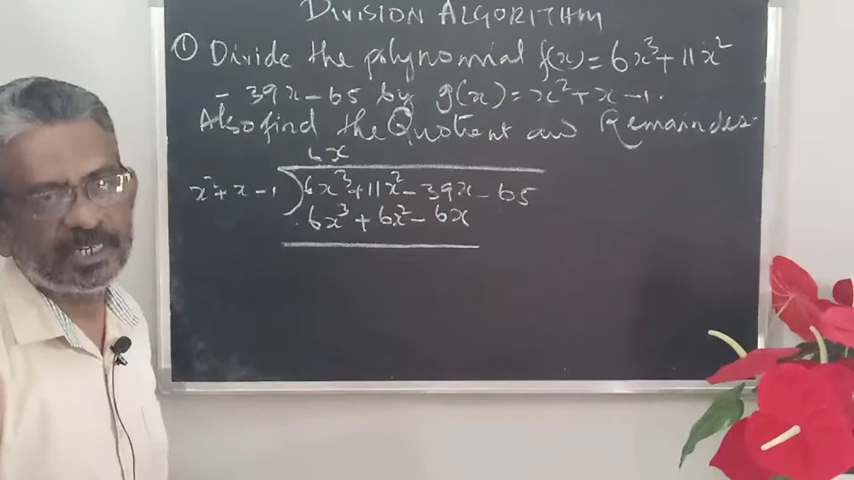 DIVISION ALGORITHM
① Divide the polynomial f(x) = 6x³ + 11x²
- 39x - 65 by g(x) = x² + x - 1.
Also find the Quotient and Remainder.
6x
x² + x - 1 ) 6x³ + 11x² - 39x - 65
6x³ + 6x² - 6x